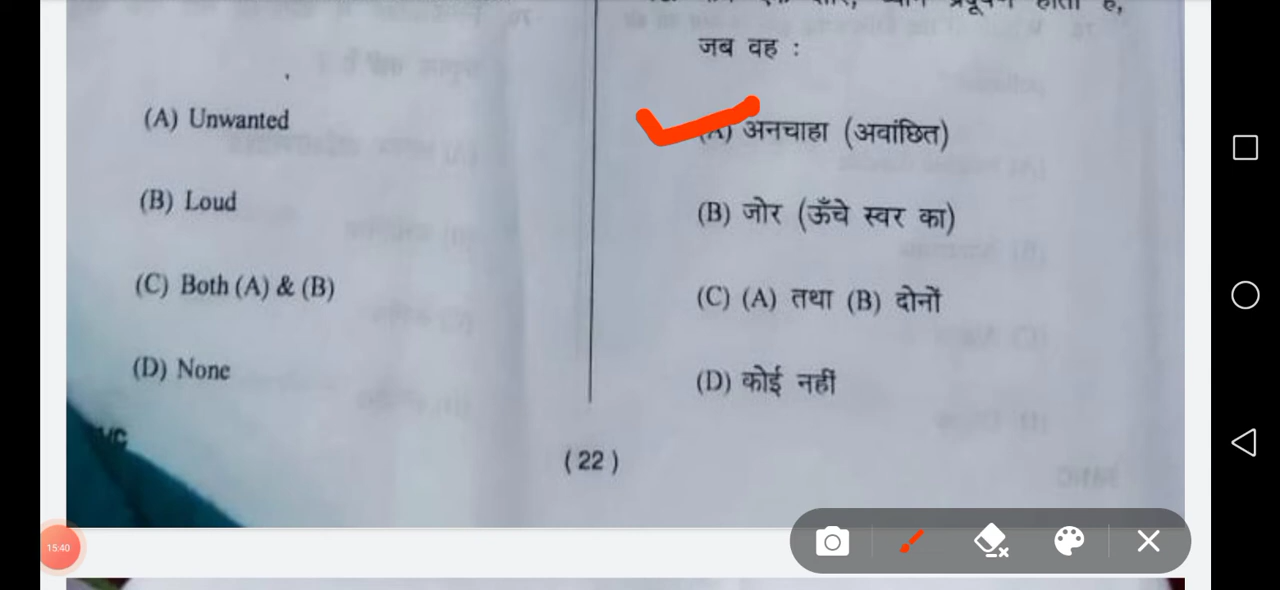 जब वह :
(A) Unwanted
(A) अनचाहा (अवांछित)
(B) Loud
(B) जोर (ऊँचे स्वर का)
(C) Both (A) & (B)
(C) (A) तथा (B) दोनों
(D) None
(D) कोई नहीं
(22)
15:40